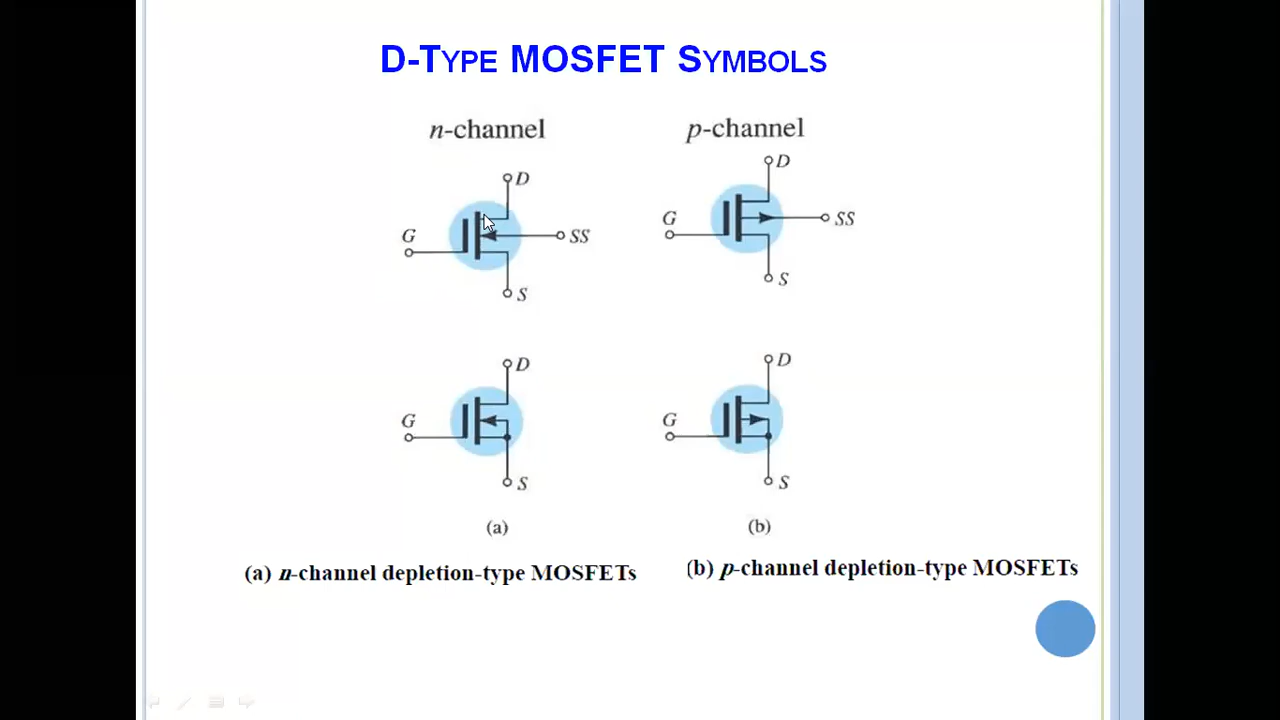 D-TYPE MOSFET SYMBOLS
n-channel
p-channel
D
G
SS
S
D
G
SS
S
D
G
S
D
G
S
(a)
(b)
(a) n-channel depletion-type MOSFETs
(b) p-channel depletion-type MOSFETs